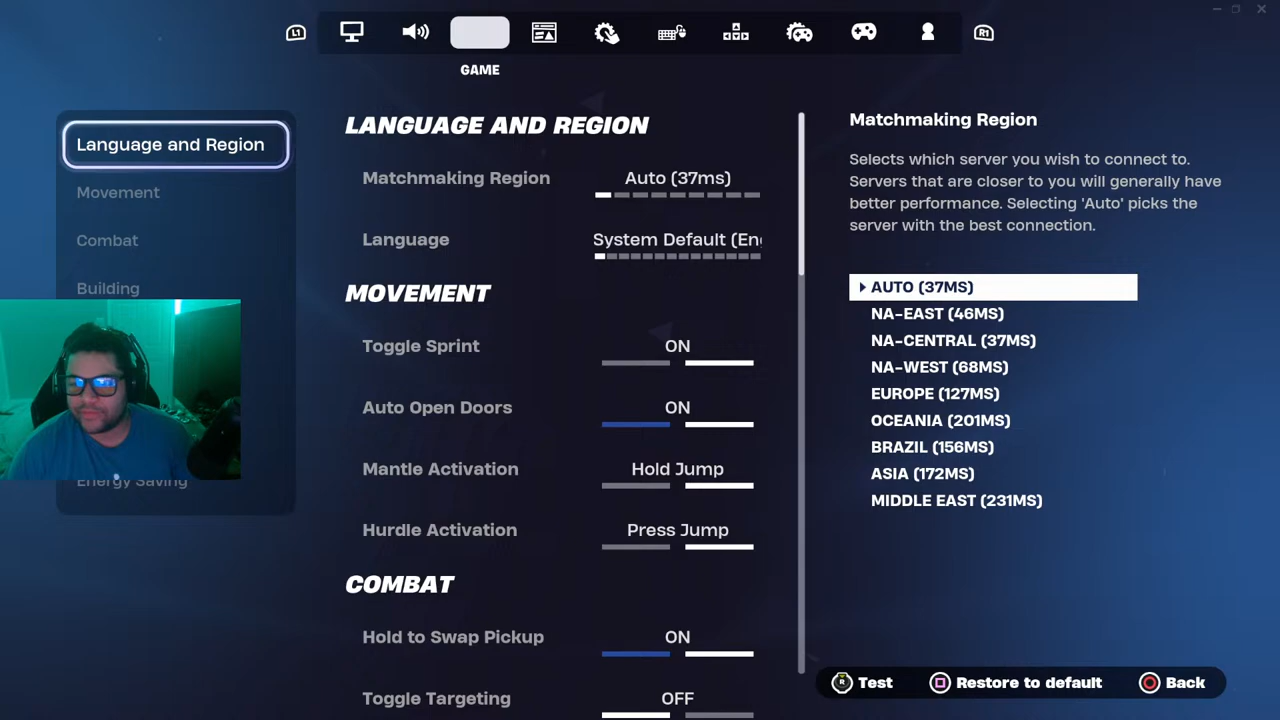 L1
R1
GAME
Language and Region
Movement
Combat
Building
Energy Saving
LANGUAGE AND REGION
Matchmaking Region
Auto (37ms)
Language
System Default (Eng
MOVEMENT
Toggle Sprint
ON
Auto Open Doors
ON
Mantle Activation
Hold Jump
Hurdle Activation
Press Jump
COMBAT
Hold to Swap Pickup
ON
Toggle Targeting
OFF
Matchmaking Region
Selects which server you wish to connect to.
Servers that are closer to you will generally have
better performance. Selecting 'Auto' picks the
server with the best connection.
AUTO (37MS)
NA-EAST (46MS)
NA-CENTRAL (37MS)
NA-WEST (68MS)
EUROPE (127MS)
OCEANIA (201MS)
BRAZIL (156MS)
ASIA (172MS)
MIDDLE EAST (231MS)
R Test
Restore to default
Back